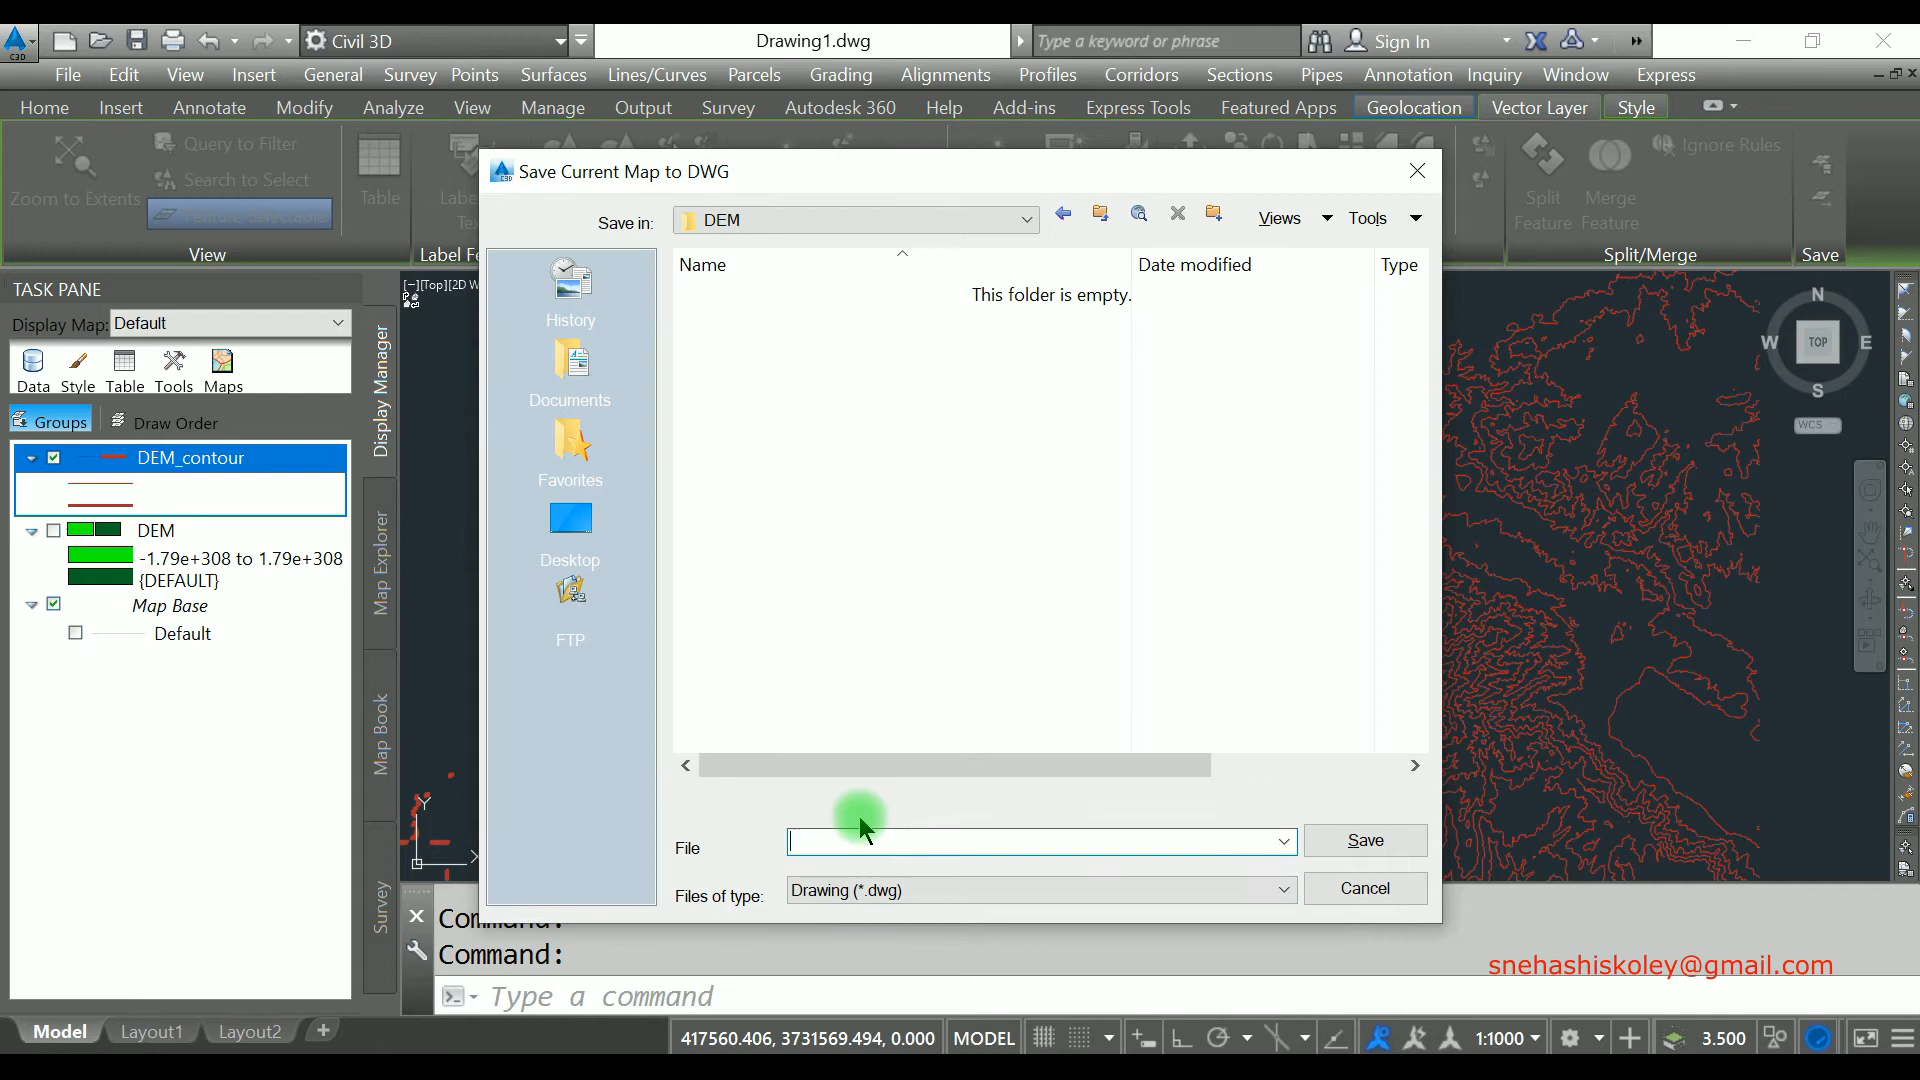 C3D
Civil 3D
Drawing1.dwg
Type a keyword or phrase
Sign In
File Edit View Insert General Survey Points Surfaces Lines/Curves Parcels Grading Alignments Profiles Corridors Sections Pipes Annotation Inquiry Window Express
Home Insert Annotate Modify Analyze View Manage Output Survey Autodesk 360 Help Add-ins Express Tools Featured Apps Geolocation Vector Layer Style
Zoom to Extents
Query to Filter
Search to Select
Feature Selectable
View
Table
Split Feature
Merge Feature
Ignore Rules
Split/Merge
Save
Save Current Map to DWG
Save in:
DEM
Views
Tools
Name
Date modified
Type
This folder is empty.
History
Documents
Favorites
Desktop
FTP
File
Save
Files of type:
Drawing (*.dwg)
Cancel
TASK PANE
Display Map:
Default
Data Style Table Tools Maps
Groups
Draw Order
DEM_contour
DEM
-1.79e+308 to 1.79e+308
{DEFAULT}
Map Base
Default
Display Manager
Map Explorer
Map Book
Survey
[−][Top][2D W
Y
N
W
TOP
E
S
WCS
Command:
Command:
Type a command
snehashiskoley@gmail.com
Model
Layout1
Layout2
417560.406, 3731569.494, 0.000
MODEL
1:1000
3.500